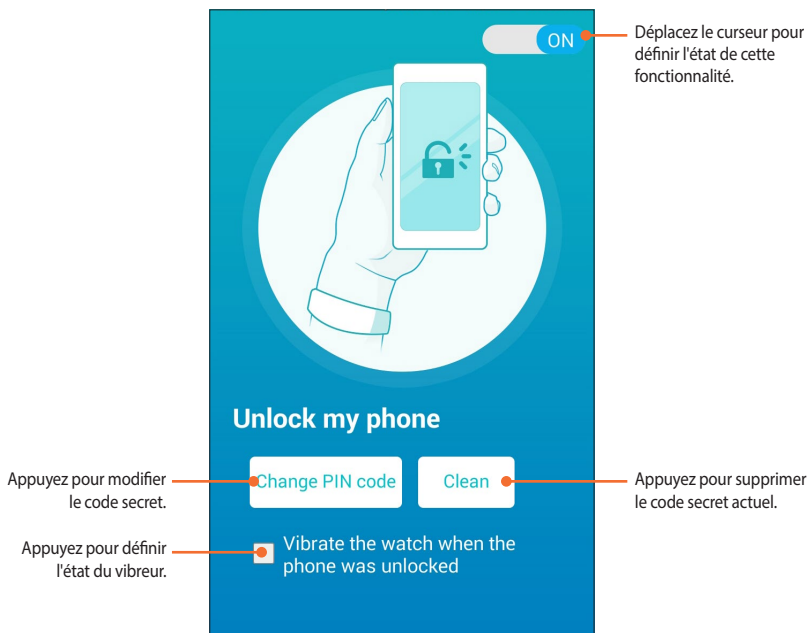 ON
Déplacez le curseur pour
définir l'état de cette
fonctionnalité.
Unlock my phone
Appuyez pour modifier
le code secret.
Change PIN code
Clean
Appuyez pour supprimer
le code secret actuel.
Appuyez pour définir
l'état du vibreur.
Vibrate the watch when the
phone was unlocked